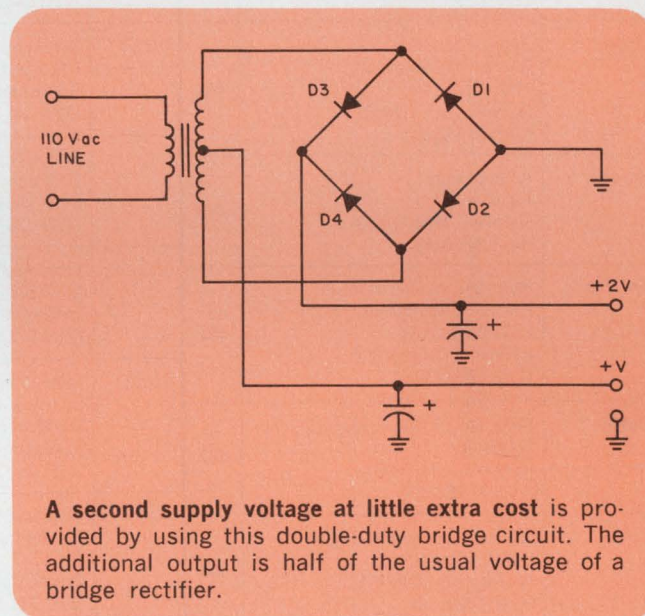 D3
D1
110 V ac
LINE
D4
D2
+2V
+
+V
+
A second supply voltage at little extra cost is pro-
vided by using this double-duty bridge circuit. The
additional output is half of the usual voltage of a
bridge rectifier.